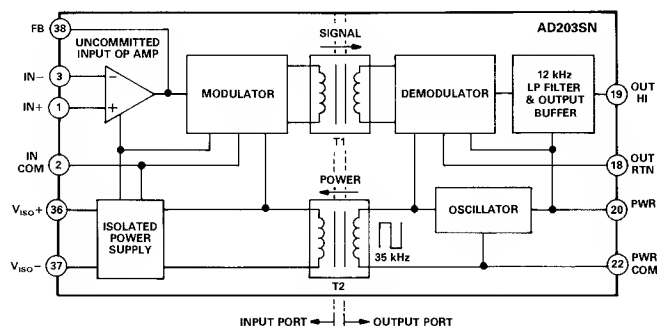 AD203SN
FB
38
UNCOMMITTED
INPUT OP AMP
IN−
3
IN+
1
IN
COM
2
VISO+
36
VISO−
37
−
+
MODULATOR
SIGNAL
T1
DEMODULATOR
12 kHz
LP FILTER
& OUTPUT
BUFFER
19
OUT
HI
18
OUT
RTN
ISOLATED
POWER
SUPPLY
POWER
T2
35 kHz
OSCILLATOR
20
PWR
22
PWR
COM
INPUT PORT
OUTPUT PORT